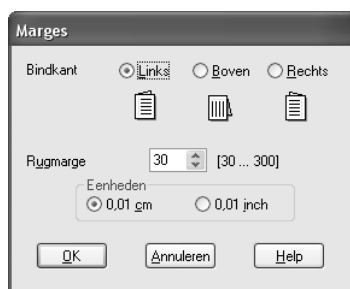 Marges
Bindkant Links Boven Rechts
Rugmarge 30 [30 ... 300]
Eenheden
0,01 cm 0,01 inch
OK Annuleren Help